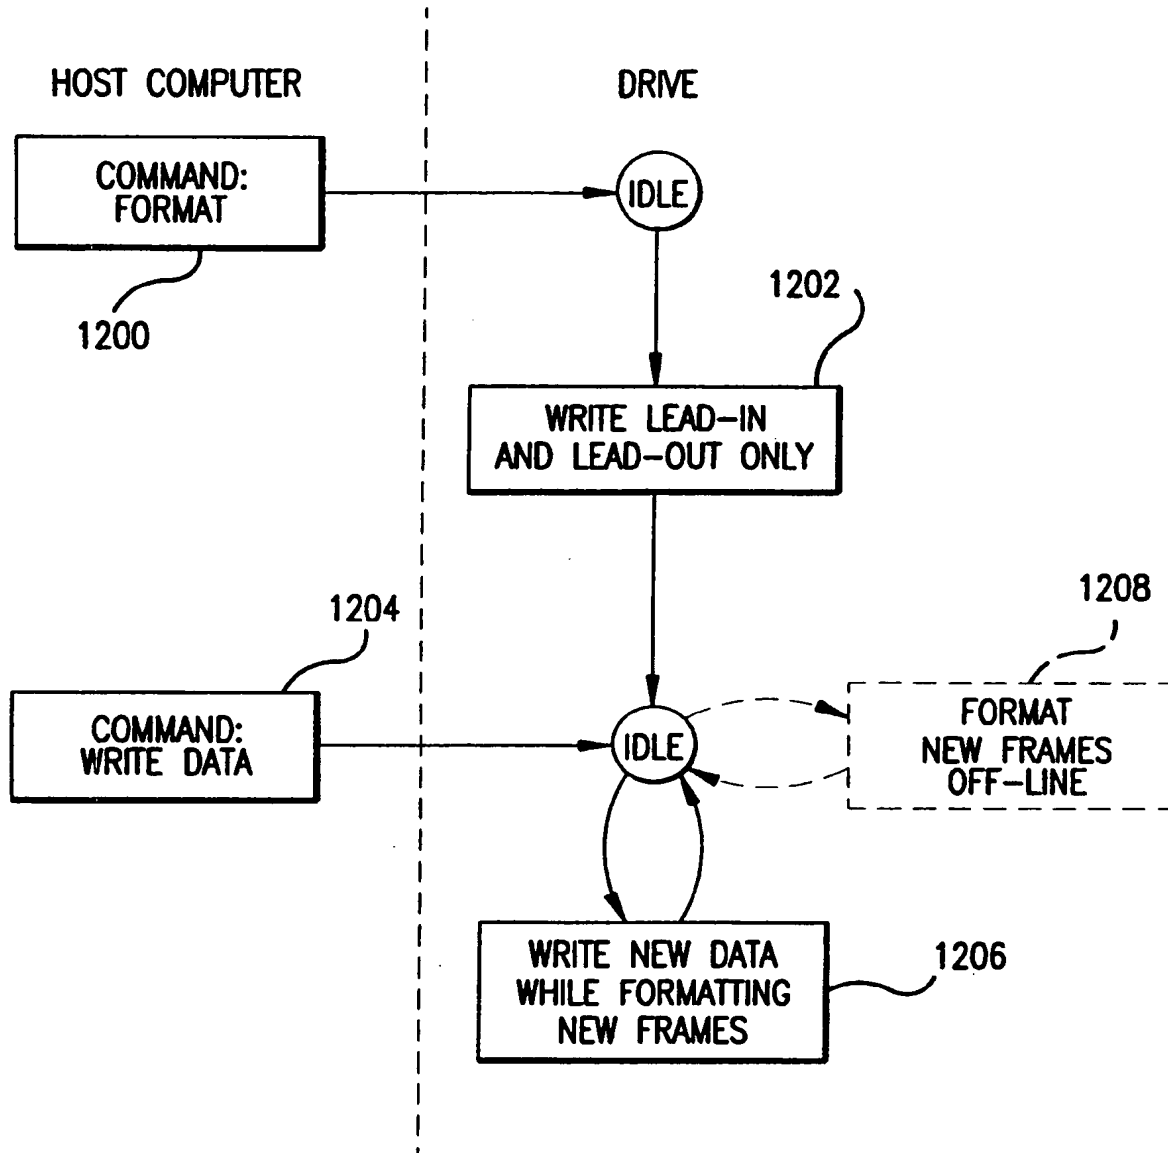 HOST COMPUTER
DRIVE
COMMAND:
FORMAT
IDLE
1200
1202
WRITE LEAD-IN
AND LEAD-OUT ONLY
1204
1208
COMMAND:
WRITE DATA
IDLE
FORMAT
NEW FRAMES
OFF-LINE
WRITE NEW DATA
WHILE FORMATTING
NEW FRAMES
1206